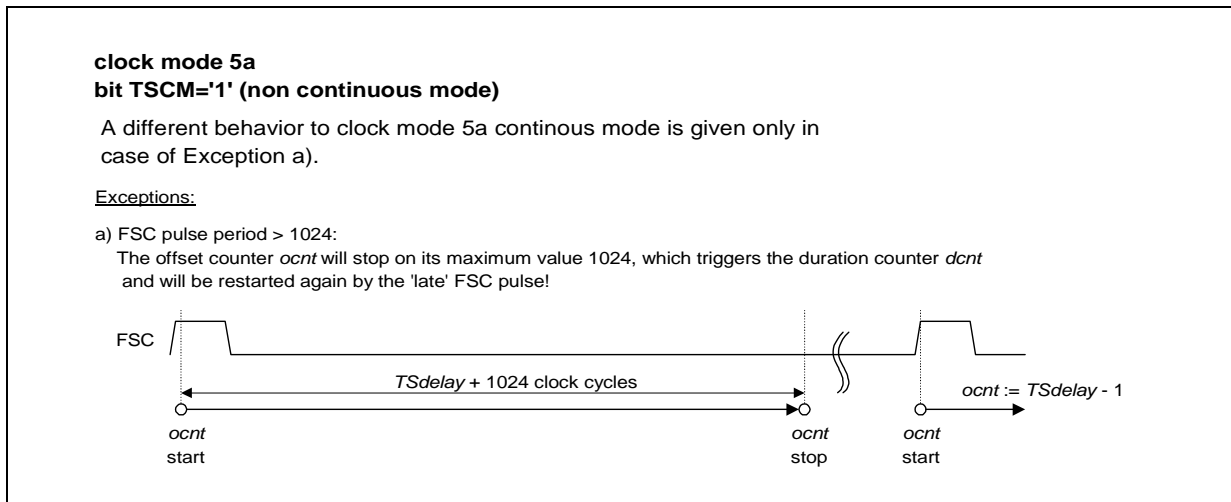 clock mode 5a
bit TSCM='1' (non continuous mode)
A different behavior to clock mode 5a continous mode is given only in
case of Exception a).
Exceptions:
a) FSC pulse period > 1024:
The offset counter ocnt will stop on its maximum value 1024, which triggers the duration counter dcnt
and will be restarted again by the 'late' FSC pulse!
FSC
TSdelay + 1024 clock cycles
ocnt := TSdelay - 1
ocnt
start
ocnt
stop
ocnt
start